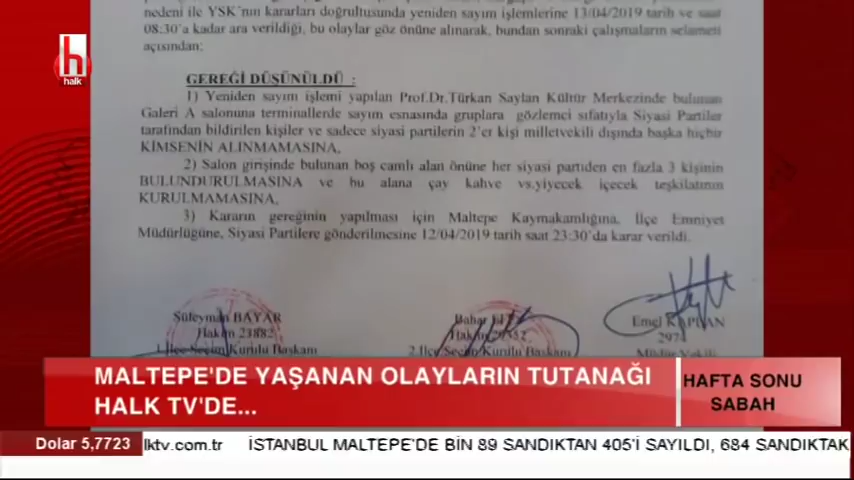 nedeni ile YSK'nın kararları doğrultusunda yeniden sayım işlemlerine 13/04/2019 tarih ve saat
08:30'a kadar ara verildiği, bu olaylar göz önüne alınarak, bundan sonraki çalışmaların selameti
açısından;
h
halk
GEREĞİ DÜŞÜNÜLDÜ :
1) Yeniden sayım işlemi yapılan Prof.Dr.Türkan Saylan Kültür Merkezinde bulunan
Galeri A salonuna terminallerde sayım esnasında gruplara gözlemci sıfatıyla Siyasi Partiler
tarafından bildirilen kişiler ve sadece siyasi partilerin 2'er kişi milletvekili dışında başka hiçbir
KİMSENİN ALINMAMASINA,
2) Salon girişinde bulunan boş camlı alan önüne her siyasi partiden en fazla 3 kişinin
BULUNDURULMASINA ve bu alana çay kahve vs.yiyecek içecek teşkilatının
KURULMAMASINA,
3) Kararın gereğinin yapılması için Maltepe Kaymakamlığına, İlçe Emniyet
Müdürlüğüne, Siyasi Partilere gönderilmesine 12/04/2019 tarih saat 23:30'da karar verildi.
Süleyman BAYAR Bahar Emel KAPLAN
Hakim 23882 Hakim
1.İlçe Seçim Kurulu Başkanı 2.İlçe Seçim Kurulu Başkanı Müdür Vekili
MALTEPE'DE YAŞANAN OLAYLARIN TUTANAĞI
HALK TV'DE...
HAFTA SONU
SABAH
Dolar 5,7723 lktv.com.tr İSTANBUL MALTEPE'DE BİN 89 SANDIKTAN 405'İ SAYILDI, 684 SANDIKTAK